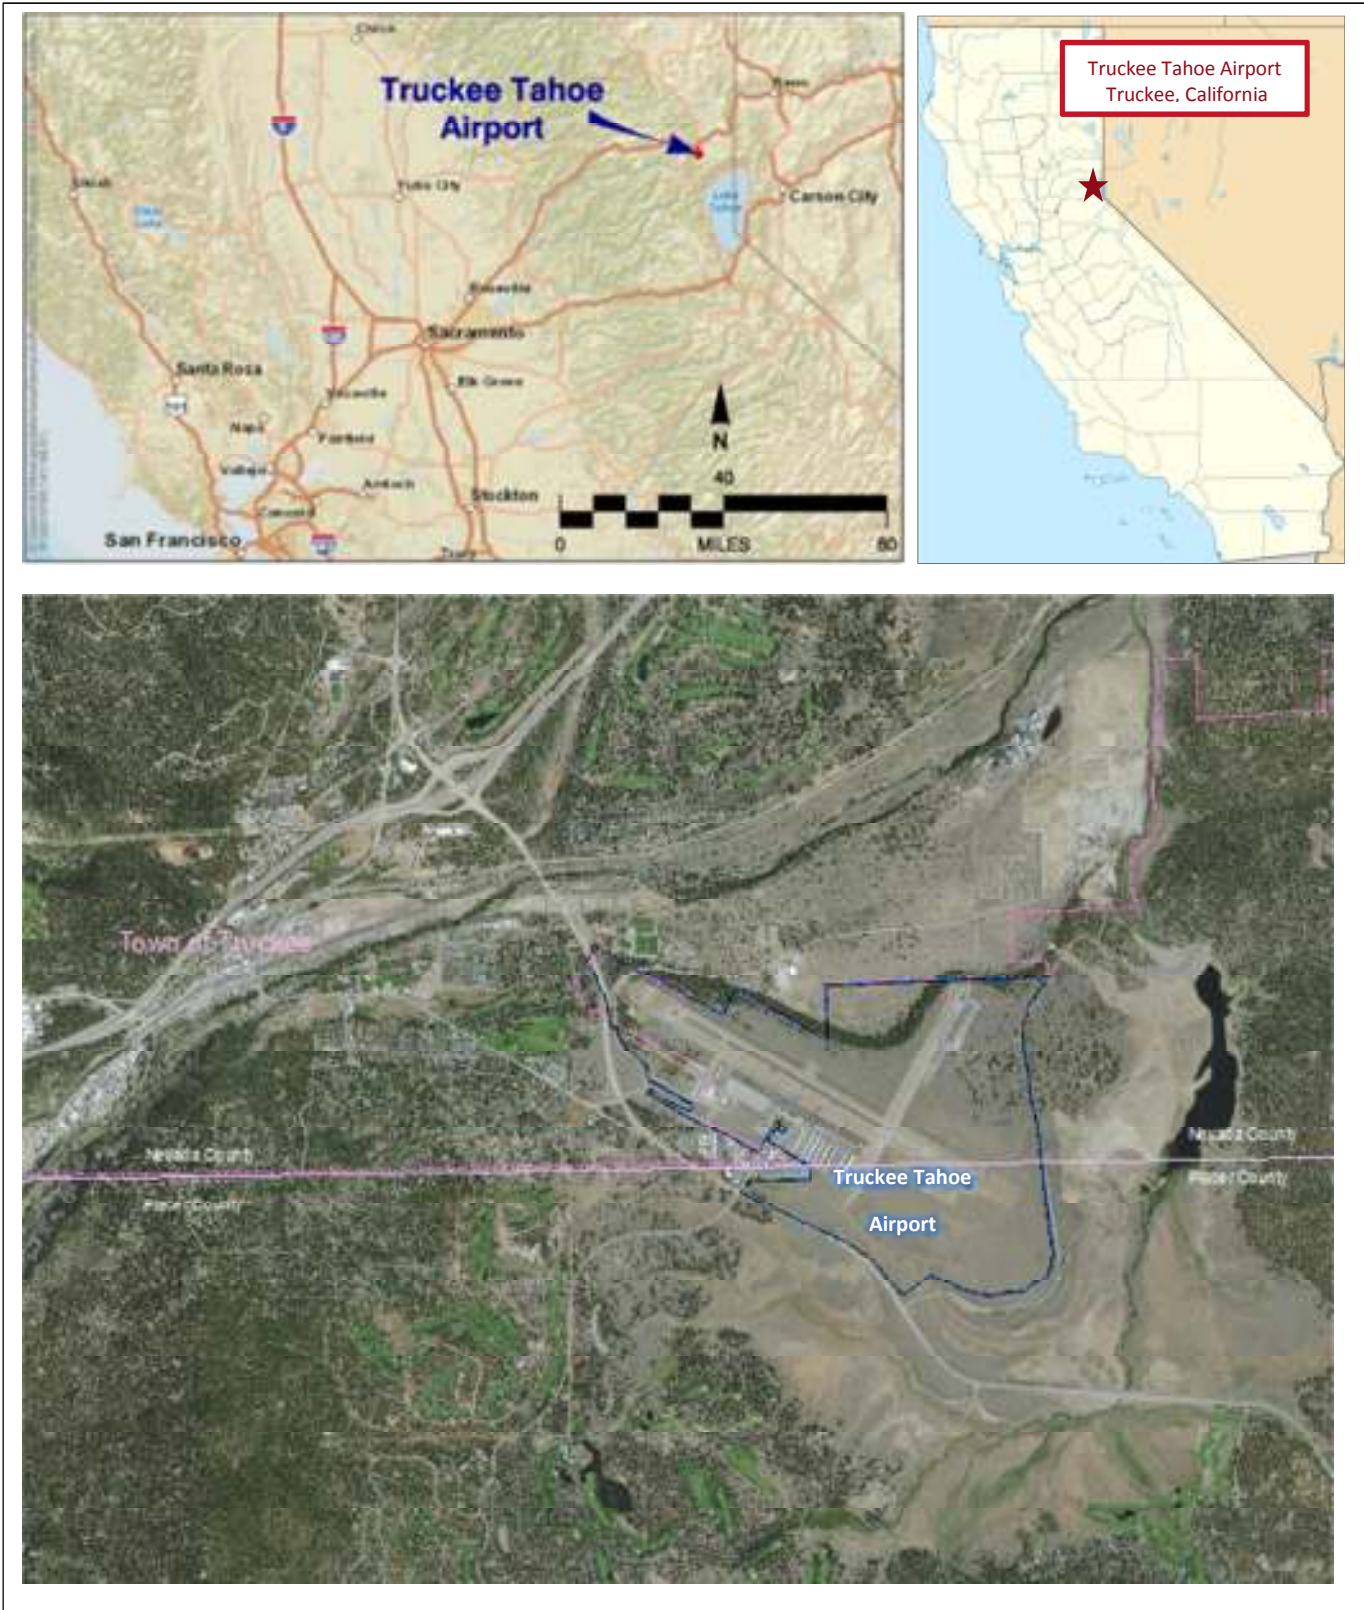 Chico
Truckee Tahoe
Airport
Reno
Ukiah
Yuba City
Carson City
Roseville
Sacramento
Santa Rosa
Elk Grove
Vacaville
Napa
Fairfield
N
Vallejo
Antioch
40
Stockton
Concord
San Francisco
Tracy
0
MILES
80
Truckee Tahoe Airport
Truckee, California
Town of Truckee
Nevada County
Nevada County
Truckee Tahoe
Placer County
Placer County
Airport